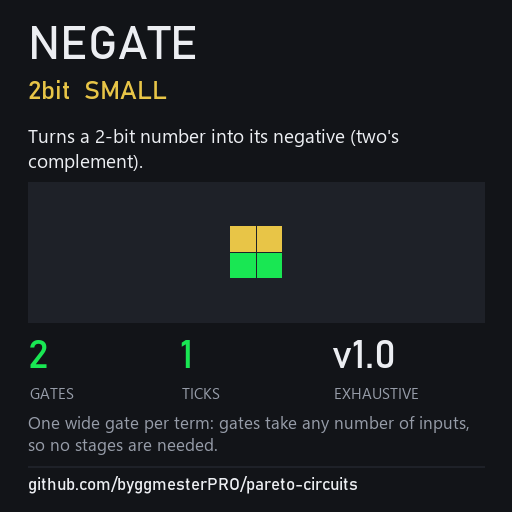 NEGATE
2bit SMALL
Turns a 2-bit number into its negative (two's
complement).
2 1 v1.0
GATES TICKS EXHAUSTIVE
One wide gate per term: gates take any number of inputs,
so no stages are needed.
github.com/byggmesterPRO/pareto-circuits